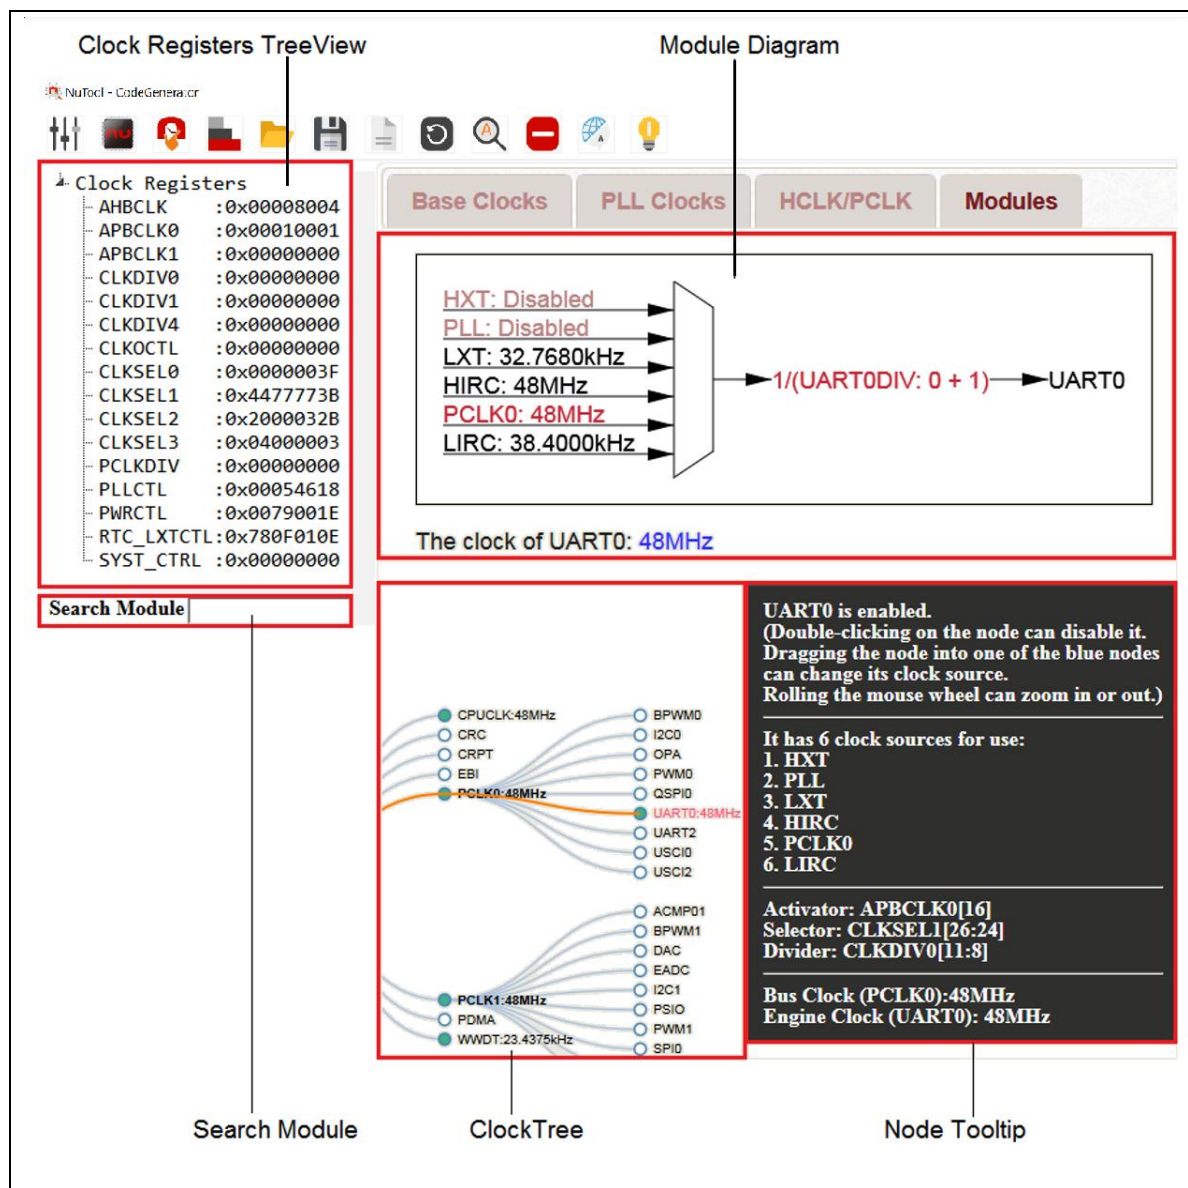 Clock Registers TreeView
Module Diagram
NuTool - CodeGenerator
Clock Registers
AHBCLK :0x00008004
APBCLK0 :0x00010001
APBCLK1 :0x00000000
CLKDIV0 :0x00000000
CLKDIV1 :0x00000000
CLKDIV4 :0x00000000
CLKOCTL :0x00000000
CLKSEL0 :0x0000003F
CLKSEL1 :0x4477773B
CLKSEL2 :0x2000032B
CLKSEL3 :0x04000003
PCLKDIV :0x00000000
PLLCTL :0x00054618
PWRCTL :0x0079001E
RTC_LXTCTL:0x780F010E
SYST_CTRL :0x00000000
Search Module
Base Clocks
PLL Clocks
HCLK/PCLK
Modules
HXT: Disabled
PLL: Disabled
LXT: 32.7680kHz
HIRC: 48MHz
PCLK0: 48MHz
LIRC: 38.4000kHz
1/(UART0DIV: 0 + 1)
UART0
The clock of UART0: 48MHz
CPUCLK:48MHz
CRC
CRPT
EBI
PCLK0:48MHz
BPWM0
I2C0
OPA
PWM0
QSPI0
UART0:48MHz
UART2
USCI0
USCI2
PCLK1:48MHz
PDMA
WWDT:23.4375kHz
ACMP01
BPWM1
DAC
EADC
I2C1
PSIO
PWM1
SPI0
UART0 is enabled.
(Double-clicking on the node can disable it.
Dragging the node into one of the blue nodes
can change its clock source.
Rolling the mouse wheel can zoom in or out.)
It has 6 clock sources for use:
1. HXT
2. PLL
3. LXT
4. HIRC
5. PCLK0
6. LIRC
Activator: APBCLK0[16]
Selector: CLKSEL1[26:24]
Divider: CLKDIV0[11:8]
Bus Clock (PCLK0):48MHz
Engine Clock (UART0): 48MHz
Search Module
ClockTree
Node Tooltip